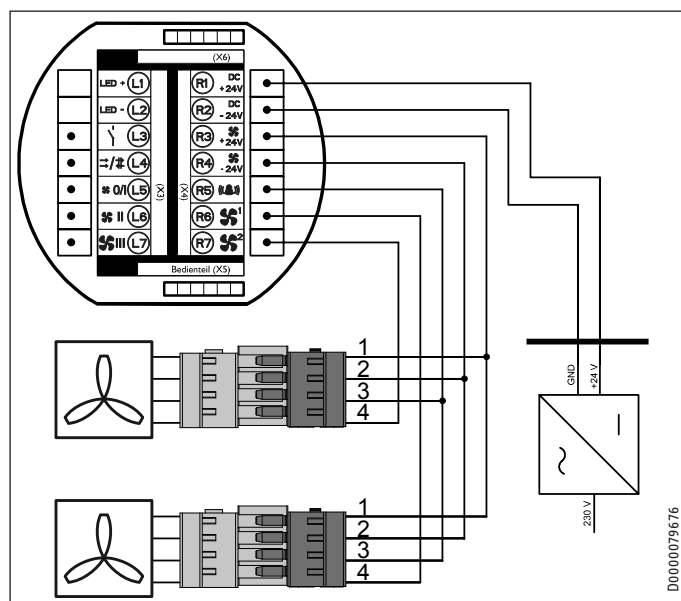 (X6)
LED + L1 R1 DC +24V
LED - L2 R2 DC -24V
L3 R3 +24V
/ L4 R4 -24V
0/I L5 R5
II L6 R6 1
III L7 R7 2
(X3) (X4)
Bedienteil (X5)
1
2
3
4
1
2
3
4
GND
+24 V
230 V
D0000079676